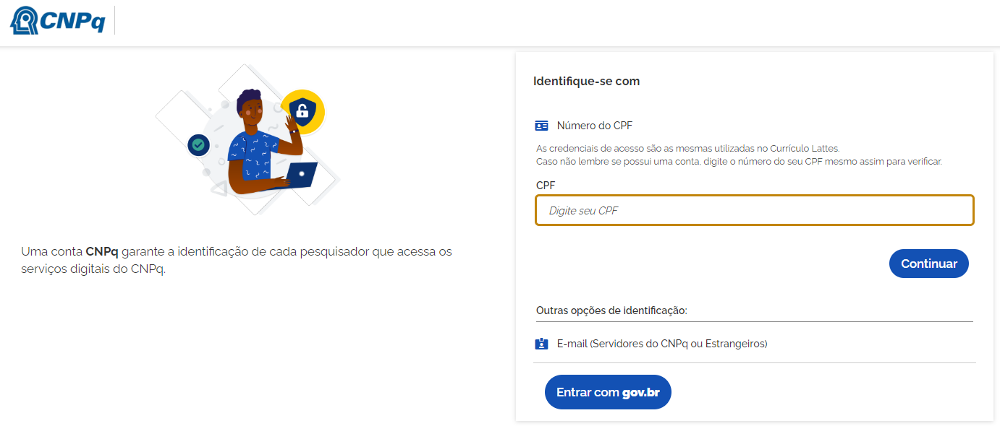 CNPq
Identifique-se com
Número do CPF
As credenciais de acesso são as mesmas utilizadas no Currículo Lattes.
Caso não lembre se possui uma conta, digite o número do seu CPF mesmo assim para verificar.
CPF
Digite seu CPF
Uma conta CNPq garante a identificação de cada pesquisador que acessa os
serviços digitais do CNPq.
Continuar
Outras opções de identificação:
E-mail (Servidores do CNPq ou Estrangeiros)
Entrar com gov.br